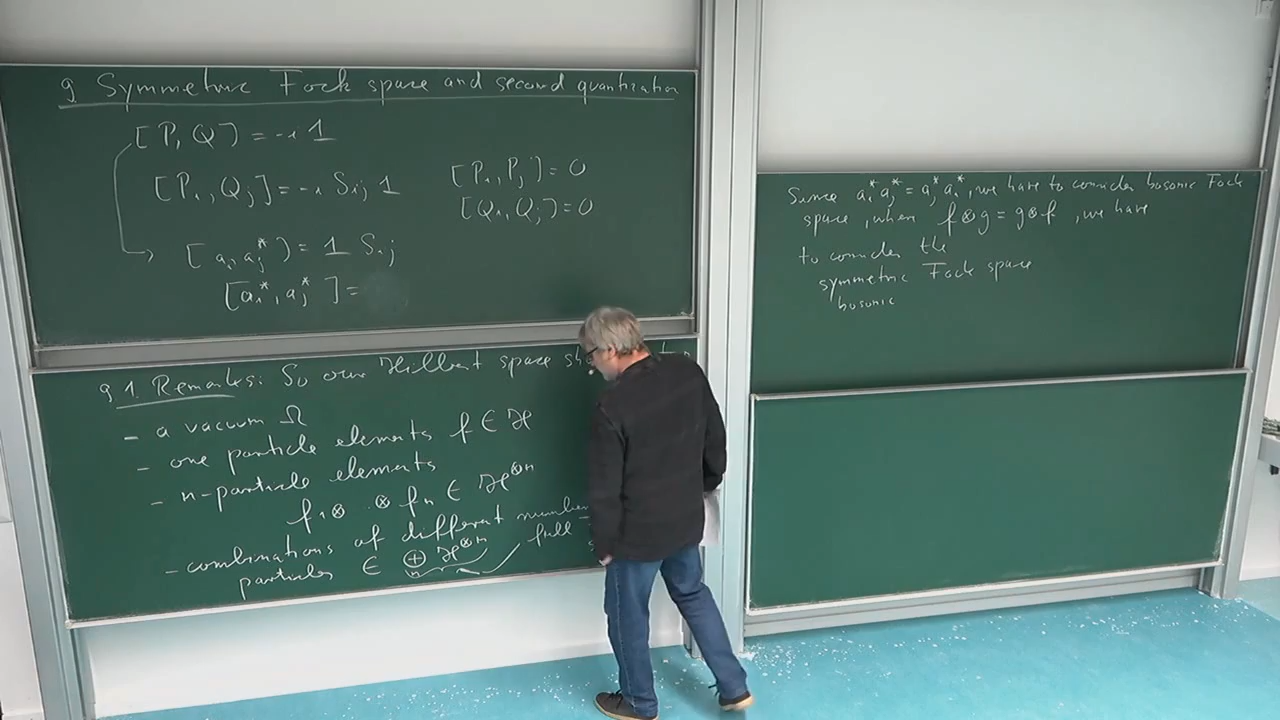 9 Symmetric Fock space and second quantization
[P, Q] = -i 1
[P_i, Q_j] = -i δ_ij 1
[P_i, P_j] = 0
[Q_i, Q_j] = 0
[a_i, a_j^*] = 1 δ_ij
[a_i^*, a_j^*] =
9.1. Remarks: So our Hilbert space
- a vacuum Ω
- one particle elements f ∈ ℋ
- n-particle elements
f_1 ⊗ ⊗ f_n ∈ ℋ^⊗n
- combinations of different number
particles ∈ ⊕_n ℋ^⊗n
full
Since a_i^* a_j^* = a_j^* a_i^*, we have to consider bosonic Fock
space, when f ⊗ g = g ⊗ f, we have
to consider the
symmetric Fock space
bosonic